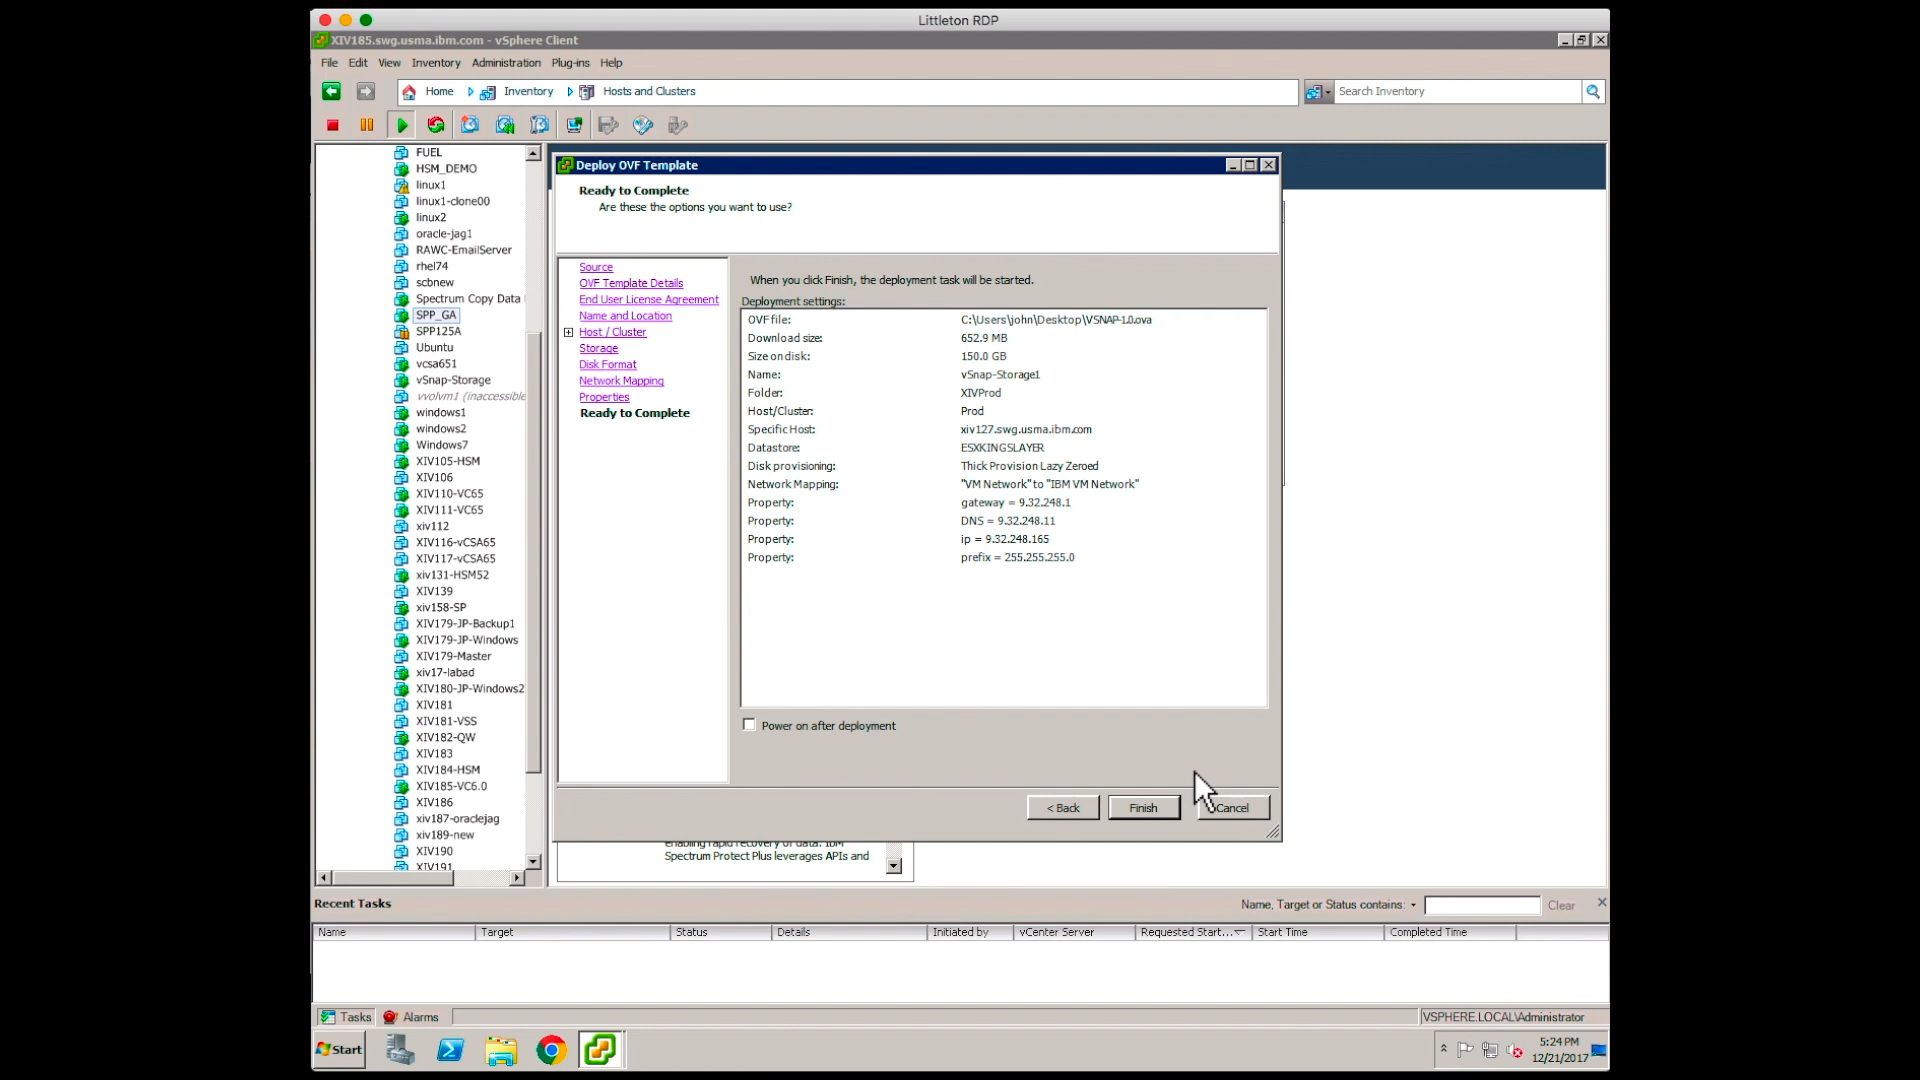 Littleton RDP
XIV185.swg.usma.ibm.com - vSphere Client
File Edit View Inventory Administration Plug-ins Help
Home Inventory Hosts and Clusters
Search Inventory
FUEL
HSM_DEMO
linux1
linux1-clone00
linux2
oracle-jag1
RAWC-EmailServer
rhel74
scbnew
Spectrum Copy Data
SPP_GA
SPP125A
Ubuntu
vcsa651
vSnap-Storage
vvolvm1 (inaccessible
windows1
windows2
Windows7
XIV105-HSM
XIV106
XIV110-VC65
XIV111-VC65
xiv112
XIV116-vCSA65
XIV117-vCSA65
xiv131-HSM52
XIV139
xiv158-SP
XIV179-JP-Backup1
XIV179-JP-Windows
XIV179-Master
xiv17-labad
XIV180-JP-Windows2
XIV181
XIV181-VSS
XIV182-QW
XIV183
XIV184-HSM
XIV185-VC6.0
XIV186
xiv187-oraclejag
xiv189-new
XIV190
XIV191
Deploy OVF Template
Ready to Complete
Are these the options you want to use?
Source
OVF Template Details
End User License Agreement
Name and Location
Host / Cluster
Storage
Disk Format
Network Mapping
Properties
Ready to Complete
When you click Finish, the deployment task will be started.
Deployment settings:
OVF file: C:\Users\john\Desktop\VSNAP-1.0.ova
Download size: 652.9 MB
Size on disk: 150.0 GB
Name: vSnap-Storage1
Folder: XIVProd
Host/Cluster: Prod
Specific Host: xiv127.swg.usma.ibm.com
Datastore: ESXKINGSLAYER
Disk provisioning: Thick Provision Lazy Zeroed
Network Mapping: "VM Network" to "IBM VM Network"
Property: gateway = 9.32.248.1
Property: DNS = 9.32.248.11
Property: ip = 9.32.248.165
Property: prefix = 255.255.255.0
Power on after deployment
< Back Finish Cancel
enabling rapid recovery of data. IBM
Spectrum Protect Plus leverages APIs and
Recent Tasks
Name, Target or Status contains: Clear
Name Target Status Details Initiated by vCenter Server Requested Start... Start Time Completed Time
Tasks Alarms
VSPHERE.LOCAL\Administrator
Start
5:24 PM
12/21/2017